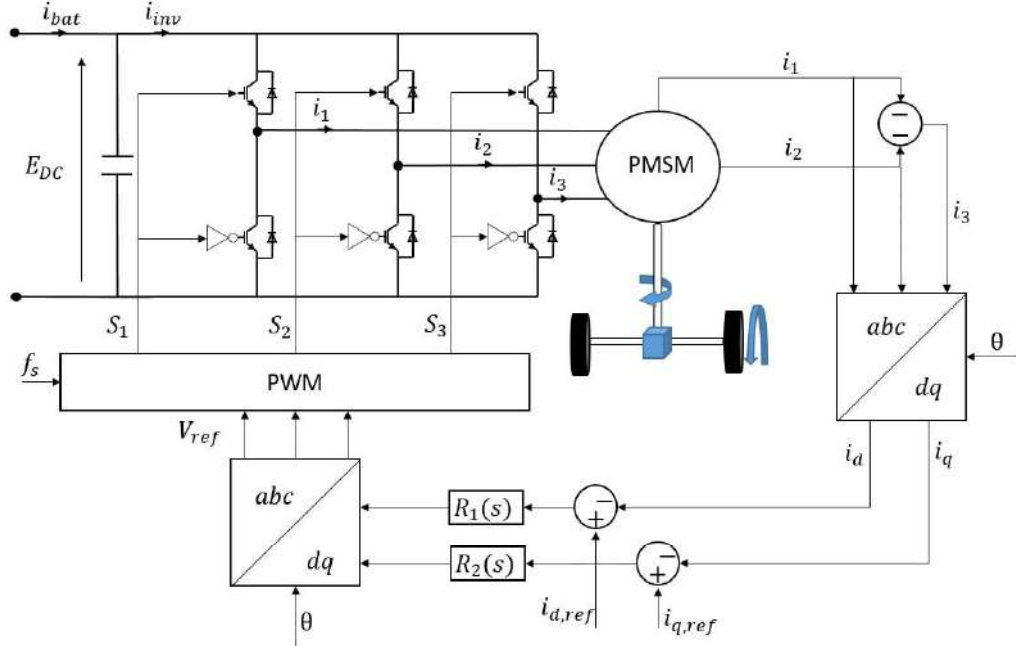 i_bat
i_inv
E_DC
i_1
i_2
i_3
PMSM
i_1
i_2
i_3
−
−
S_1
S_2
S_3
f_s
PWM
V_ref
abc
dq
θ
i_d
i_q
abc
dq
θ
R_1(s)
−
+
R_2(s)
−
+
i_d,ref
i_q,ref